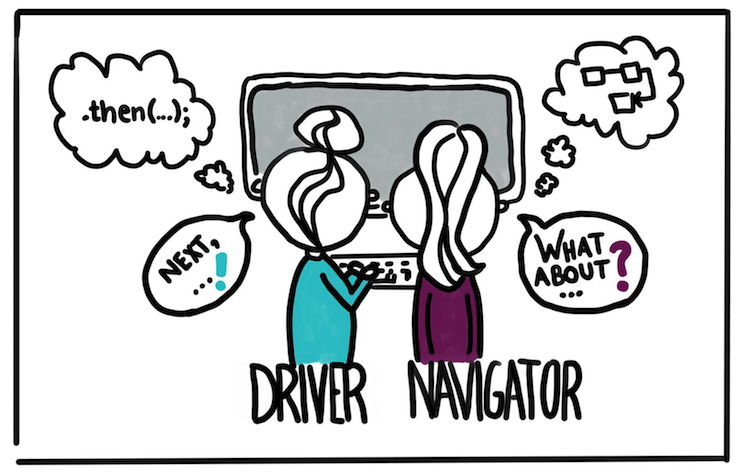 .then(...);
NEXT,
...!
WHAT
ABOUT?
...
DRIVER NAVIGATOR